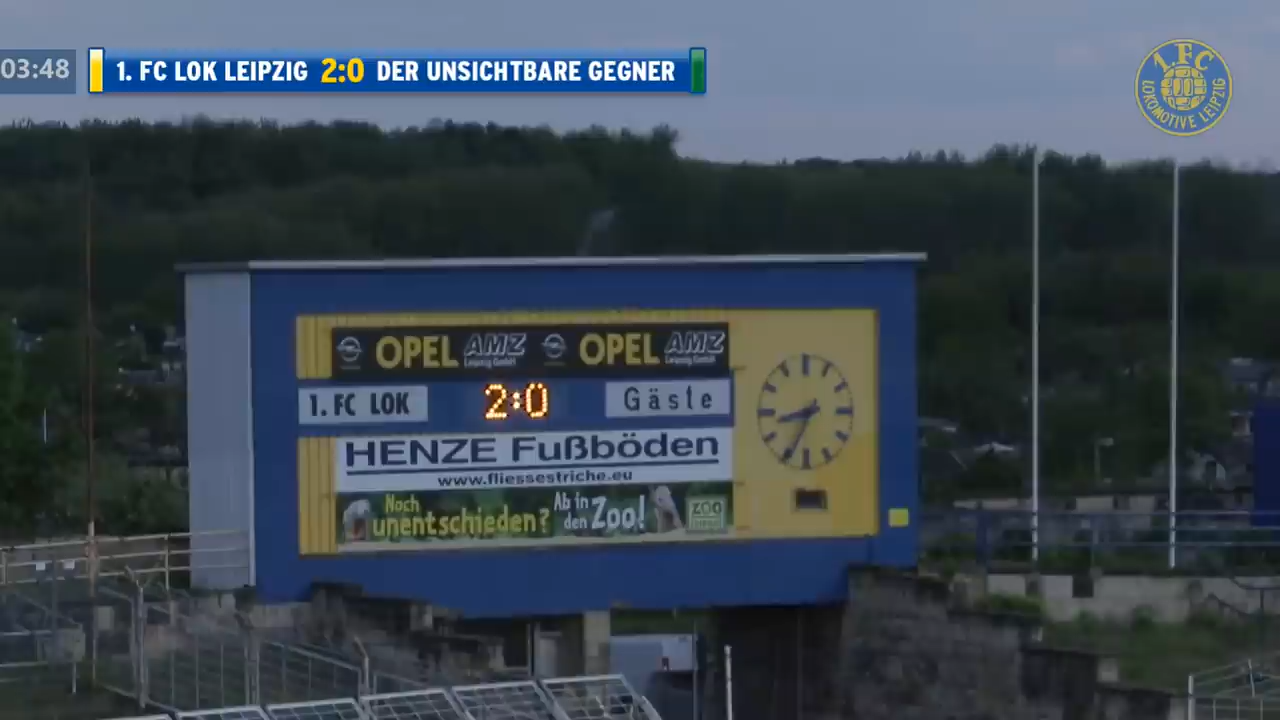 03:48
1. FC LOK LEIPZIG 2:0 DER UNSICHTBARE GEGNER
1. FC
LOKOMOTIVE LEIPZIG
OPEL AMZ Leipzig GmbH OPEL AMZ Leipzig GmbH
1. FC LOK 2:0 Gäste
HENZE Fußböden
www.fliessestriche.eu
Noch unentschieden? Ab in den Zoo!
ZOO